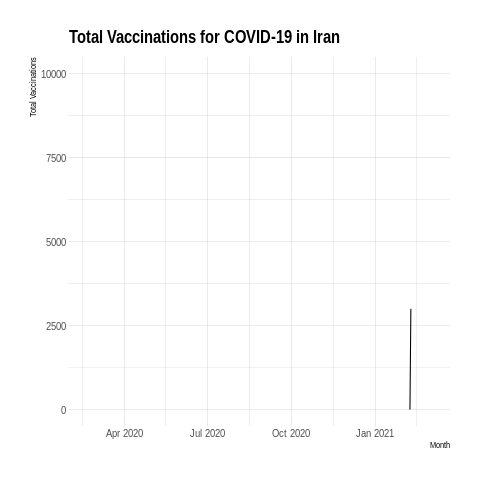 Total Vaccinations for COVID-19 in Iran
Total Vaccinations
10000
7500
5000
2500
0
Apr 2020
Jul 2020
Oct 2020
Jan 2021
Month